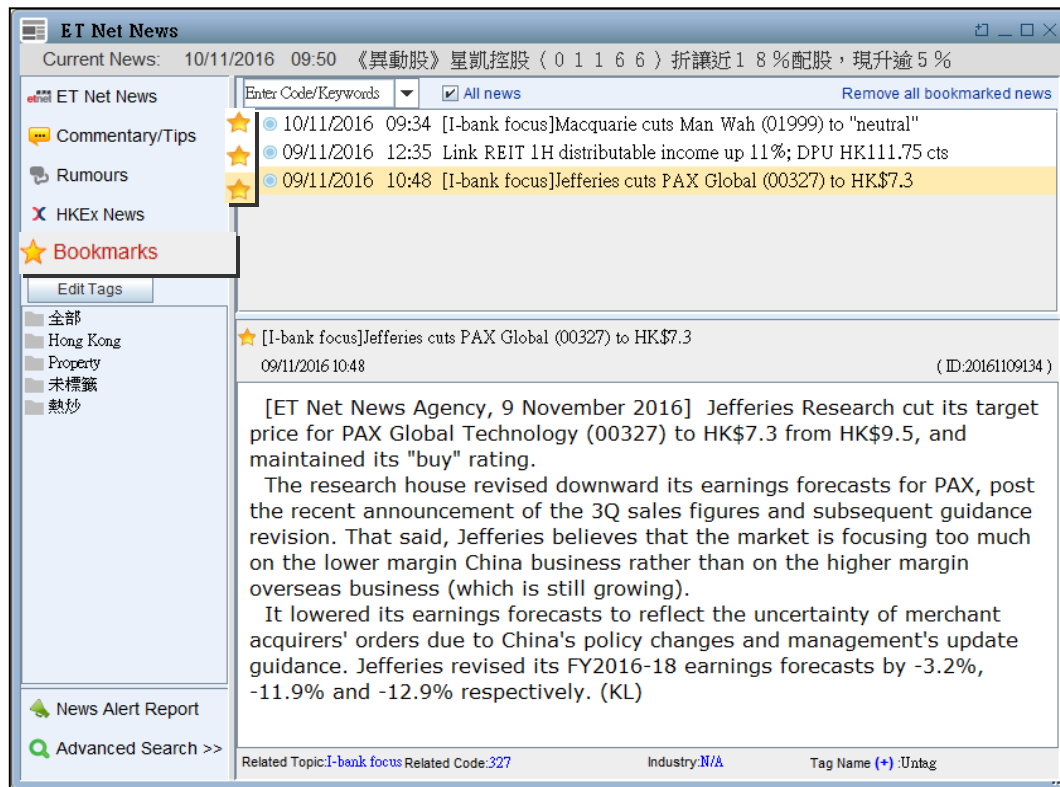 ET Net News
Current News: 10/11/2016 09:50 《異動股》星凱控股（０１１６６）折讓近１８％配股，現升逾５％
etnet ET Net News
Commentary/Tips
Rumours
HKEx News
Bookmarks
Edit Tags
全部
Hong Kong
Property
未標籤
熱炒
News Alert Report
Advanced Search >>
Enter Code/Keywords All news Remove all bookmarked news
10/11/2016 09:34 [I-bank focus]Macquarie cuts Man Wah (01999) to "neutral"
09/11/2016 12:35 Link REIT 1H distributable income up 11%; DPU HK111.75 cts
09/11/2016 10:48 [I-bank focus]Jefferies cuts PAX Global (00327) to HK$7.3
[I-bank focus]Jefferies cuts PAX Global (00327) to HK$7.3
09/11/2016 10:48 ( ID:20161109134 )
[ET Net News Agency, 9 November 2016] Jefferies Research cut its target
price for PAX Global Technology (00327) to HK$7.3 from HK$9.5, and
maintained its "buy" rating.
The research house revised downward its earnings forecasts for PAX, post
the recent announcement of the 3Q sales figures and subsequent guidance
revision. That said, Jefferies believes that the market is focusing too much
on the lower margin China business rather than on the higher margin
overseas business (which is still growing).
It lowered its earnings forecasts to reflect the uncertainty of merchant
acquirers' orders due to China's policy changes and management's update
guidance. Jefferies revised its FY2016-18 earnings forecasts by -3.2%,
-11.9% and -12.9% respectively. (KL)
Related Topic:I-bank focus Related Code:327 Industry:N/A Tag Name (+) :Untag